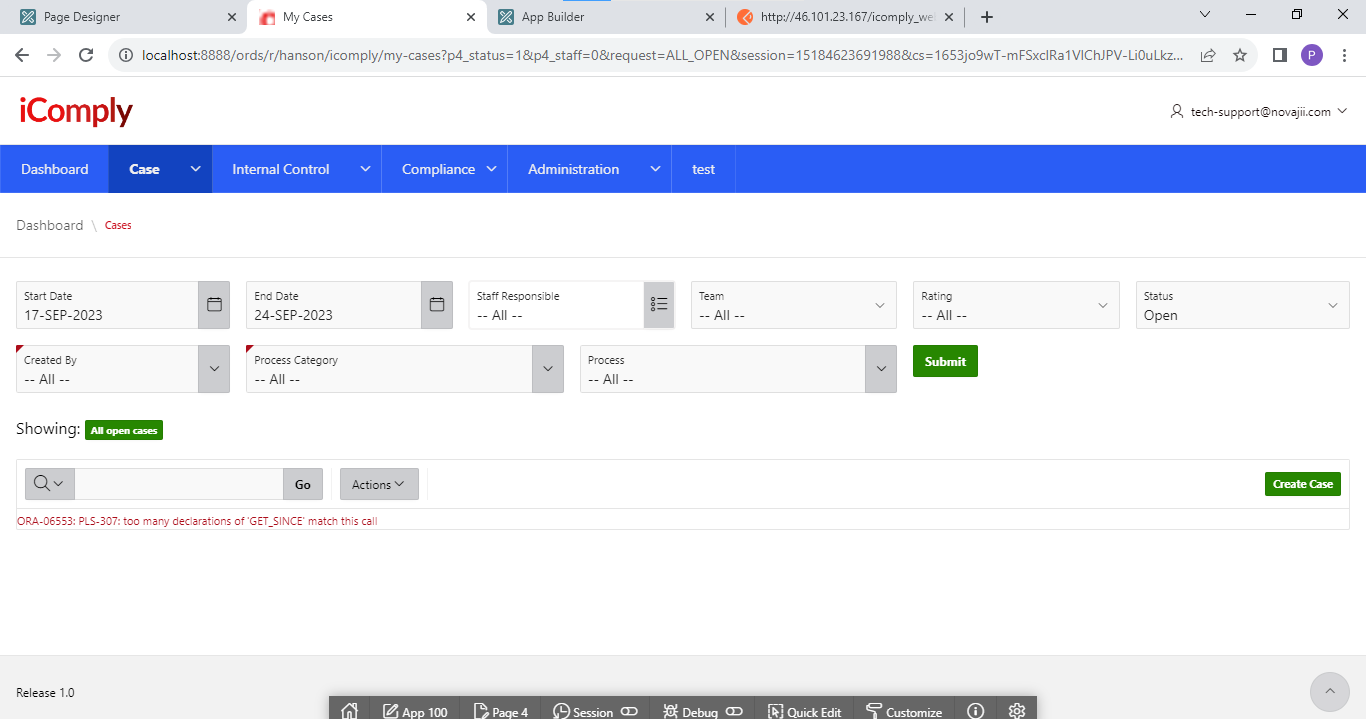 Page Designer
My Cases
App Builder
http://46.101.23.167/icomply_we
localhost:8888/ords/r/hanson/icomply/my-cases?p4_status=1&p4_staff=0&request=ALL_OPEN&session=15184623691988&cs=1653jo9wT-mFSxclRa1VlChJPV-Li0uLkz...
P
iComply
tech-support@novajii.com
Dashboard
Case
Internal Control
Compliance
Administration
test
Dashboard \ Cases
Start Date
17-SEP-2023
End Date
24-SEP-2023
Staff Responsible
-- All --
Team
-- All --
Rating
-- All --
Status
Open
Created By
-- All --
Process Category
-- All --
Process
-- All --
Submit
Showing: All open cases
Go
Actions
Create Case
ORA-06553: PLS-307: too many declarations of 'GET_SINCE' match this call
Release 1.0
App 100
Page 4
Session
Debug
Quick Edit
Customize